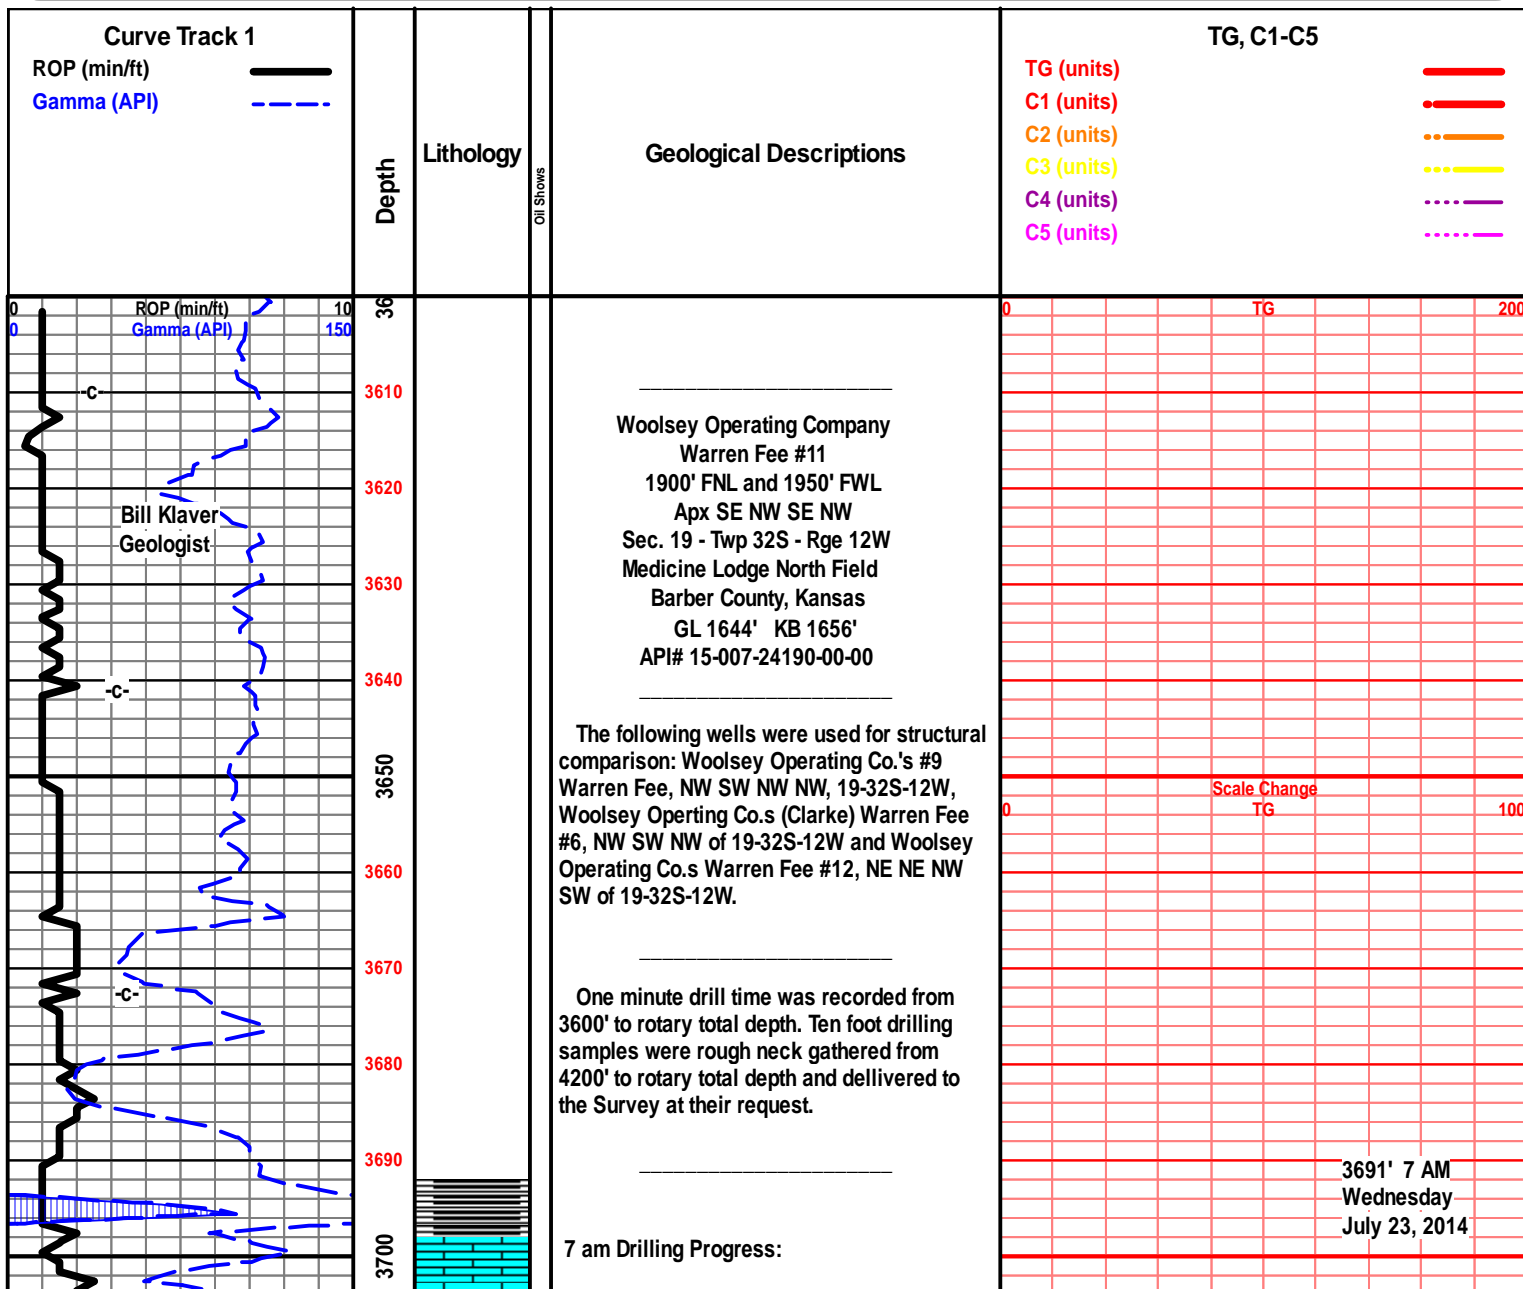 Curve Track 1
ROP (min/ft)
Gamma (API)
Depth
Lithology
Oil Shows
Geological Descriptions
TG, C1-C5
TG (units)
C1 (units)
C2 (units)
C3 (units)
C4 (units)
C5 (units)
0 ROP (min/ft) 10
0 Gamma (API) 150
36
0 TG 200
-c-
3610
Woolsey Operating Company
Warren Fee #11
1900' FNL and 1950' FWL
Apx SE NW SE NW
Sec. 19 - Twp 32S - Rge 12W
Medicine Lodge North Field
Barber County, Kansas
GL 1644' KB 1656'
API# 15-007-24190-00-00
3620
Bill Klaver
Geologist
3630
3640
-c-
The following wells were used for structural
comparison: Woolsey Operating Co.'s #9
Warren Fee, NW SW NW NW, 19-32S-12W,
Woolsey Operting Co.s (Clarke) Warren Fee
#6, NW SW NW of 19-32S-12W and Woolsey
Operating Co.s Warren Fee #12, NE NE NW
SW of 19-32S-12W.
3650
Scale Change
0 TG 100
3660
3670
-c-
One minute drill time was recorded from
3600' to rotary total depth. Ten foot drilling
samples were rough neck gathered from
4200' to rotary total depth and dellivered to
the Survey at their request.
3680
3690
3691' 7 AM
Wednesday
July 23, 2014
3700
7 am Drilling Progress: